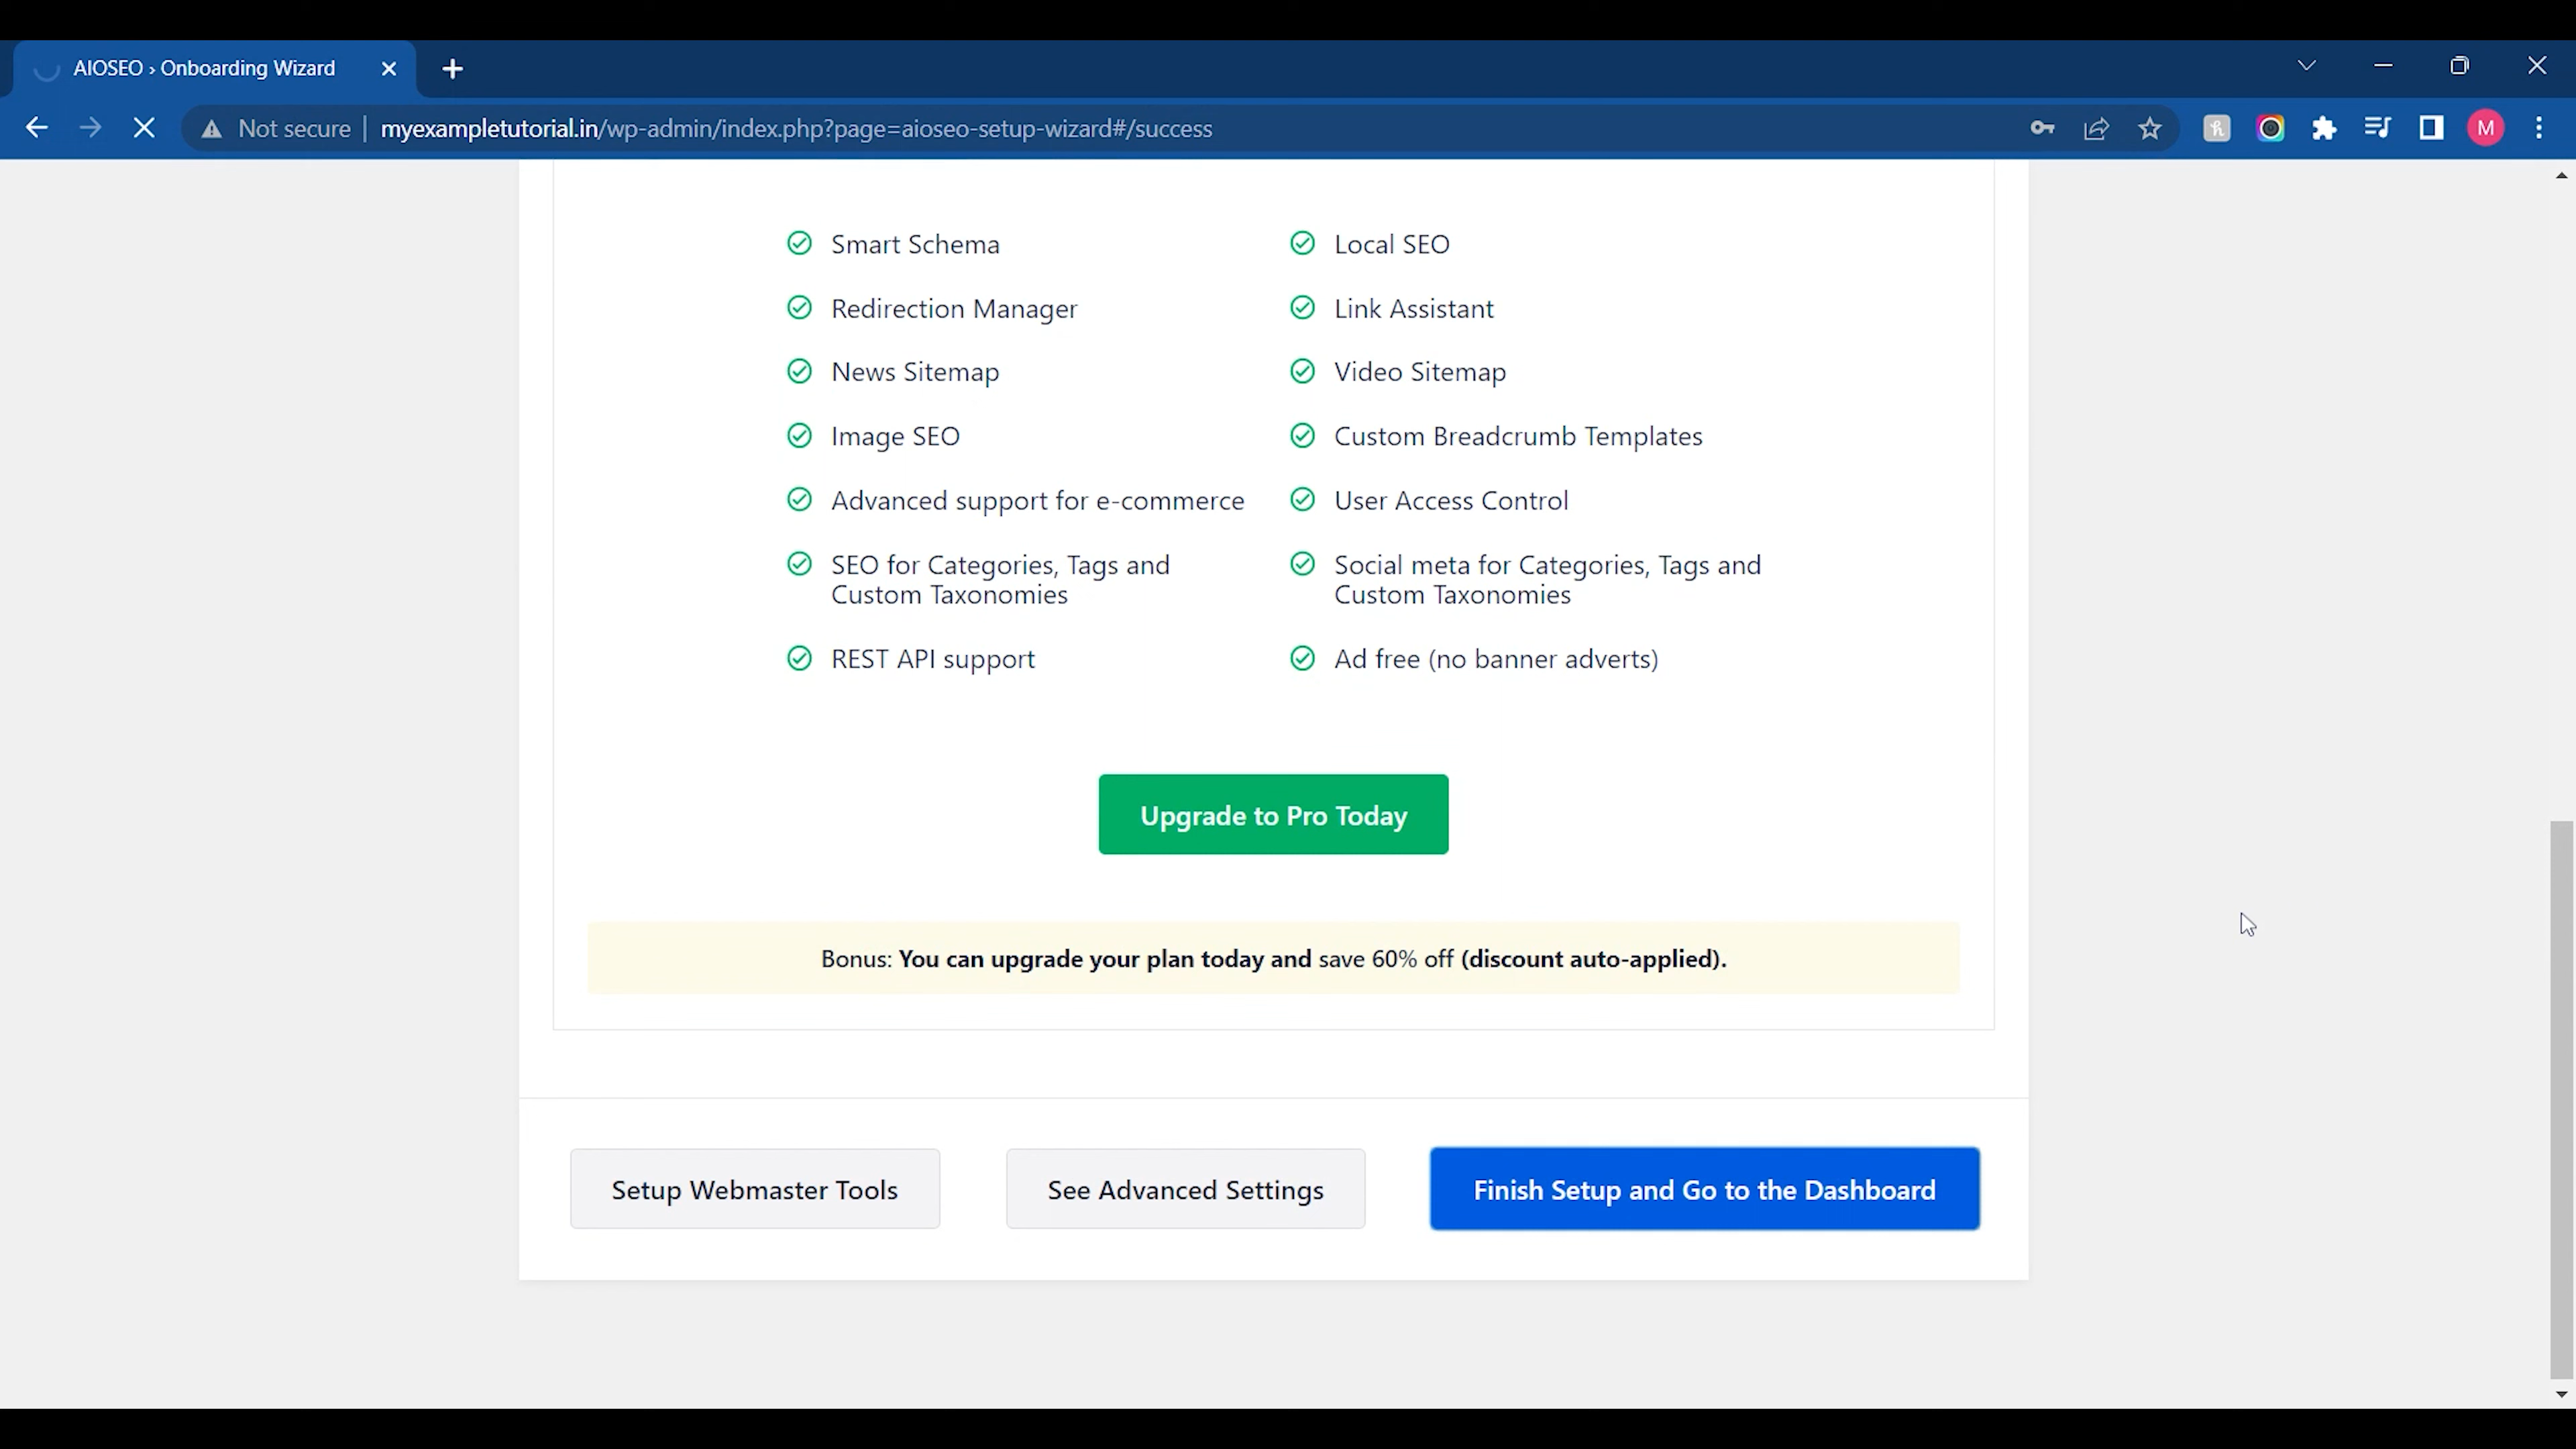 AIOSEO › Onboarding Wizard
Not secure myexampletutorial.in/wp-admin/index.php?page=aioseo-setup-wizard#/success
M
Smart Schema
Local SEO
Redirection Manager
Link Assistant
News Sitemap
Video Sitemap
Image SEO
Custom Breadcrumb Templates
Advanced support for e-commerce
User Access Control
SEO for Categories, Tags and
Custom Taxonomies
Social meta for Categories, Tags and
Custom Taxonomies
REST API support
Ad free (no banner adverts)
Upgrade to Pro Today
Bonus: You can upgrade your plan today and save 60% off (discount auto-applied).
Setup Webmaster Tools
See Advanced Settings
Finish Setup and Go to the Dashboard